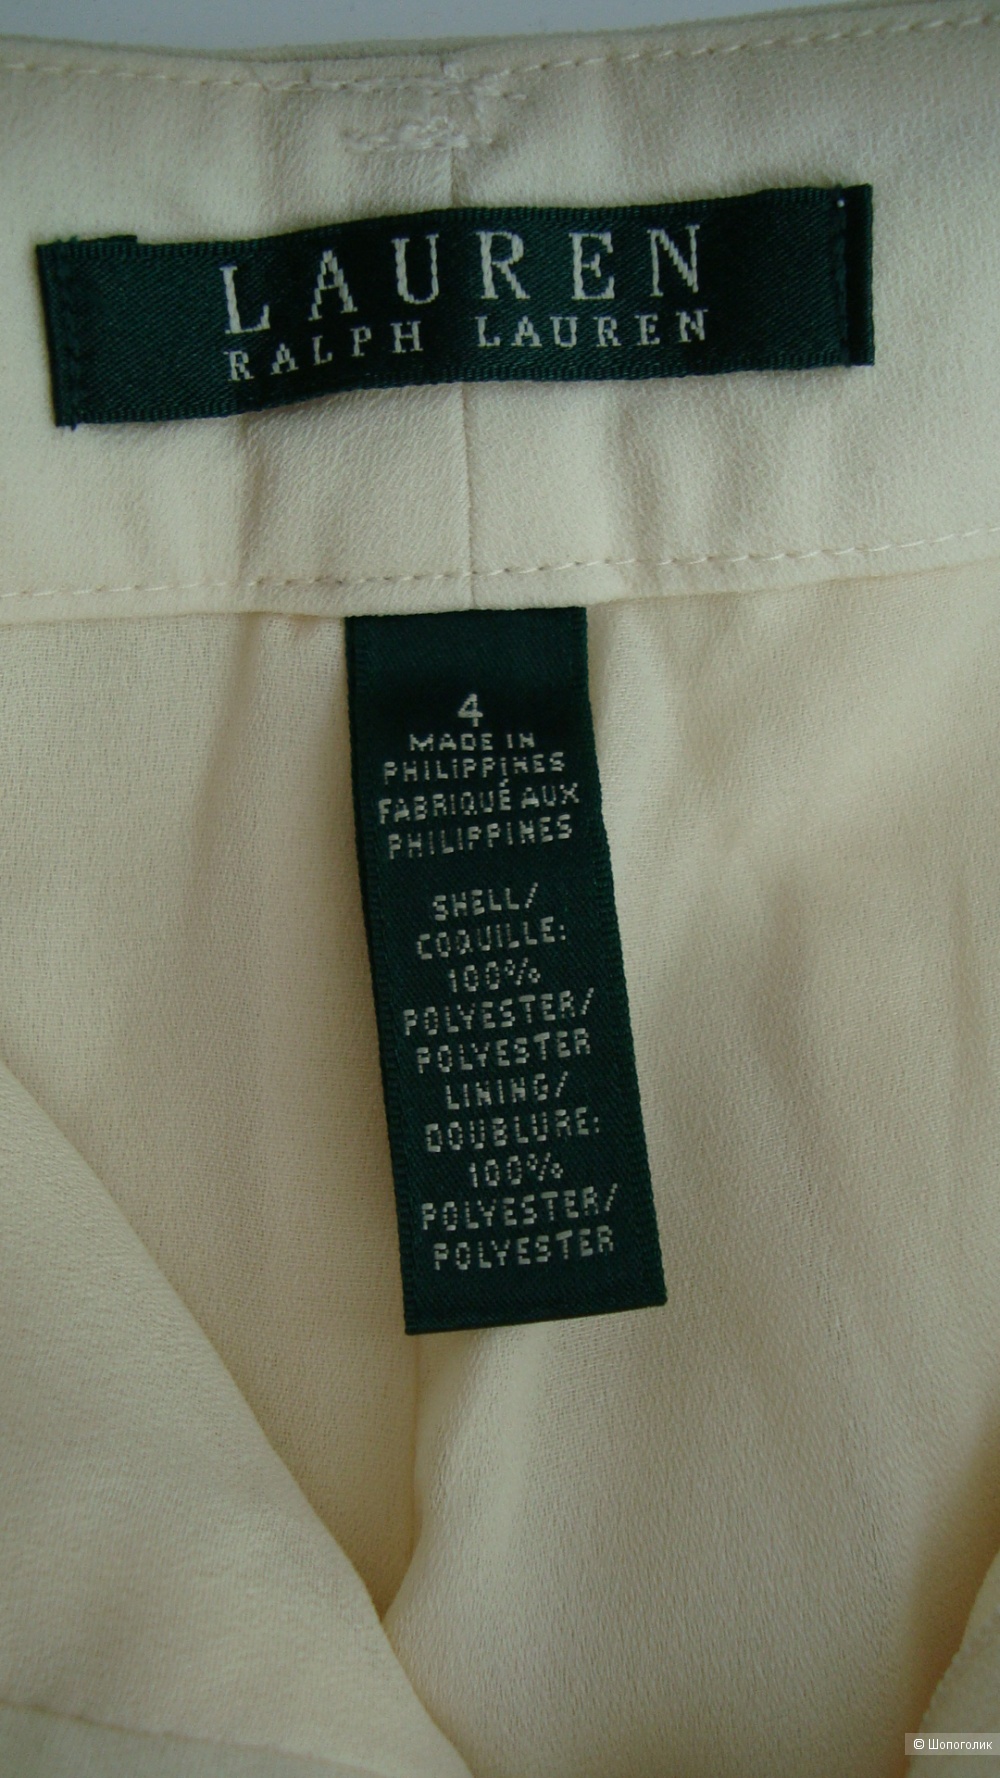 LAUREN
RALPH LAUREN
4
MADE IN
PHILIPPINES
FABRIQUÉ AUX
PHILIPPINES
SHELL/
COQUILLE:
100%
POLYESTER/
POLYESTER
LINING/
DOUBLURE:
100%
POLYESTER/
POLYESTER
© Шопоголик